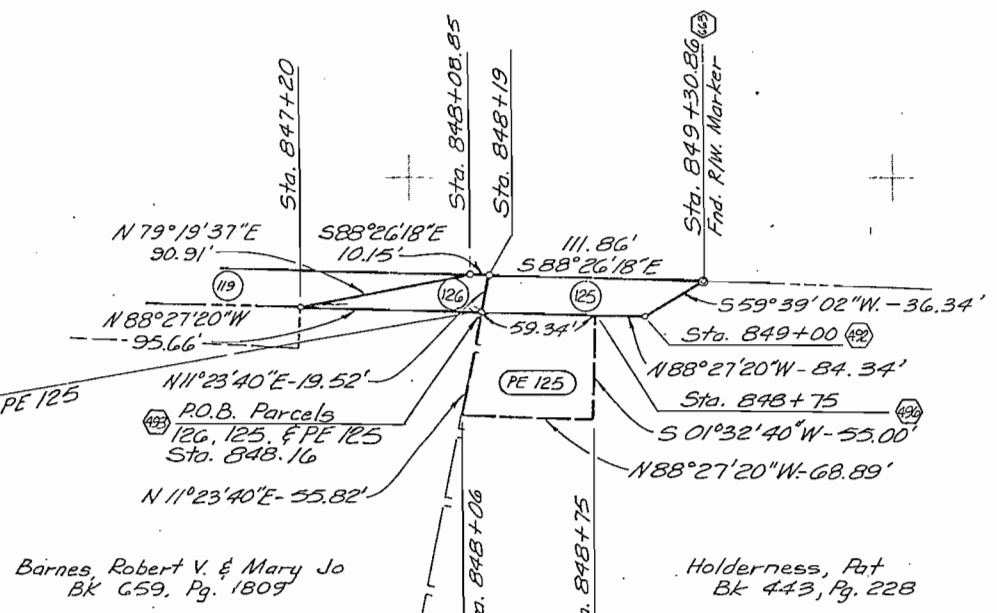 Sta. 847+20
Sta. 848+08.85
Sta. 848+19
Sta. 849+30.86
Fnd. R/W. Marker
663
N 79°19'37"E
90.91'
S88°26'18"E
10.15'
111.86'
S88°26'18"E
119
126
125
S59°39'02"W.-36.34'
N88°27'20"W
95.66'
59.34'
Sta. 849+00
492
N11°23'40"E-19.52'
N88°27'20"W-84.34'
PE 125
PE 125
493
P.O.B. Parcels
126, 125, & PE 125
Sta. 848.16
Sta. 848+75
S 01°32'40"W-55.00'
N88°27'20"W-68.89'
N 11°23'40"E-55.82'
848+06
848+75
Barnes, Robert V. & Mary Jo
BK 659, Pg. 1809
Holderness, Pat
BK 443, Pg. 228